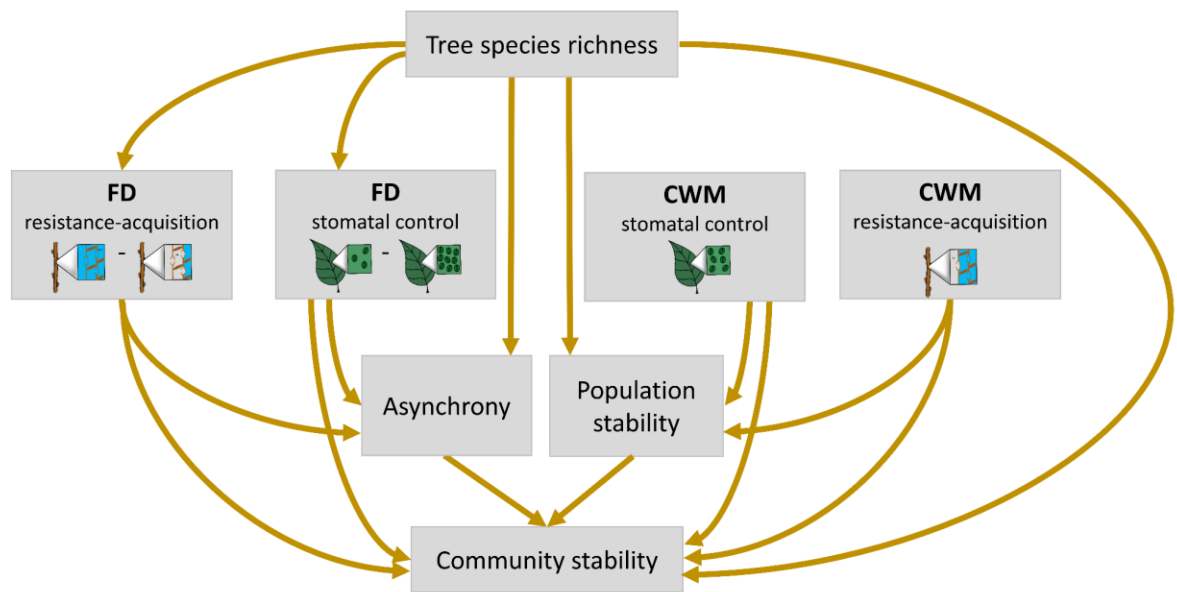 Tree species richness
FD
resistance-acquisition
-
FD
stomatal control
-
CWM
stomatal control
CWM
resistance-acquisition
Asynchrony
Population
stability
Community stability